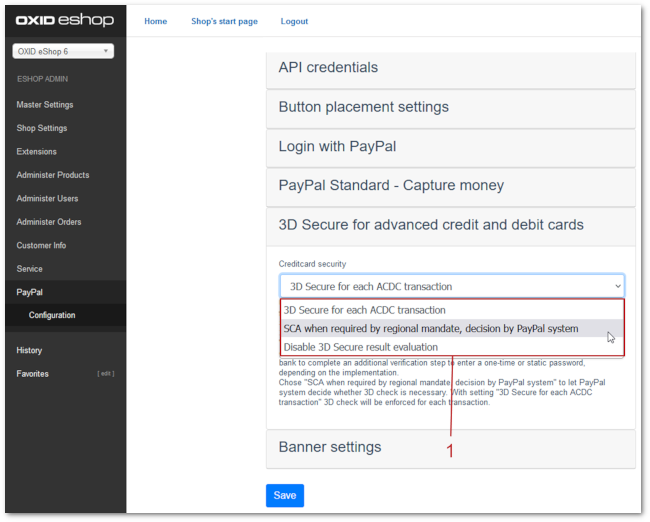 OXID eshop
Home
Shop's start page
Logout
OXID eShop 6
ESHOP ADMIN
Master Settings
Shop Settings
Extensions
Administer Products
Administer Users
Administer Orders
Customer Info
Service
PayPal
Configuration
History
Favorites
[ edit ]
API credentials
Button placement settings
Login with PayPal
PayPal Standard - Capture money
3D Secure for advanced credit and debit cards
Creditcard security
3D Secure for each ACDC transaction
3D Secure for each ACDC transaction
SCA when required by regional mandate, decision by PayPal system
Disable 3D Secure result evaluation
bank to complete an additional verification step to enter a one-time or static password,
depending on the implementation.
Chose "SCA when required by regional mandate, decision by PayPal system" to let PayPal
system decide whether 3D check is necessary. With setting "3D Secure for each ACDC
transaction" 3D check will be enforced for each transaction.
Banner settings
1
Save